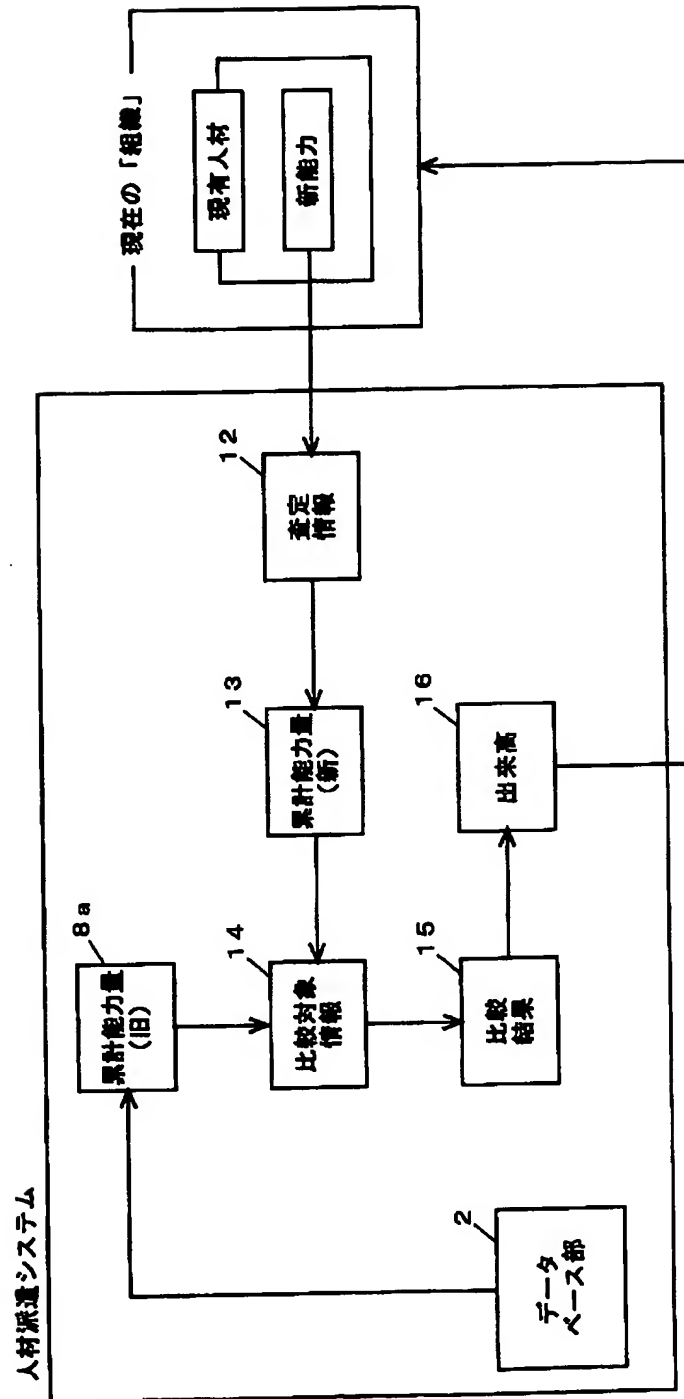 人材派遣システム
8a
累計能力量
(旧)
14
比較対象
情報
15
比較
結果
2
データ
ベース部
13
累計能力量
(新)
16
出来高
12
査定
情報
現在の「組織」
現有人材
新能力